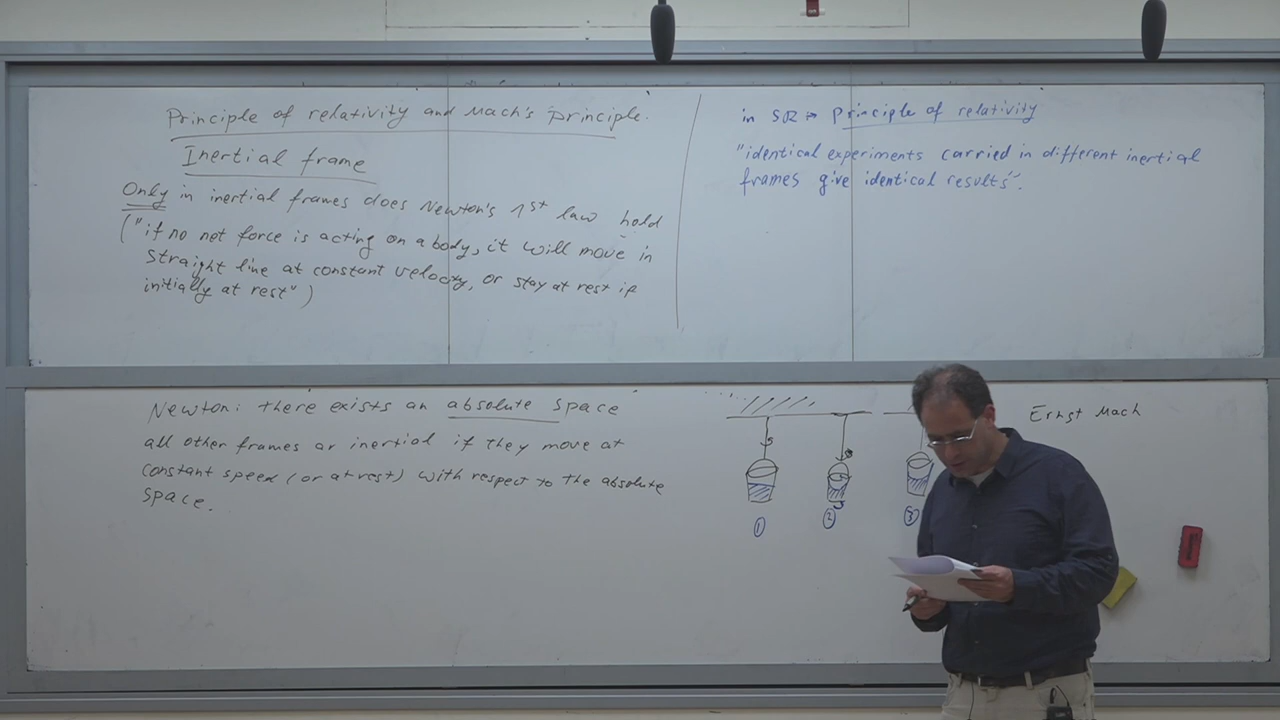 Principle of relativity and Mach's principle.
Inertial frame
Only in inertial frames does Newton's 1st law hold
("if no net force is acting on a body, it will move in
straight line at constant velocity, or stay at rest if
initially at rest")
in SR → Principle of relativity
"identical experiments carried in different inertial
frames give identical results".
Newton: there exists an absolute space
all other frames ar inertial if they move at
constant speed (or at rest) with respect to the absolute
space.
① ② ③
Ernst Mach